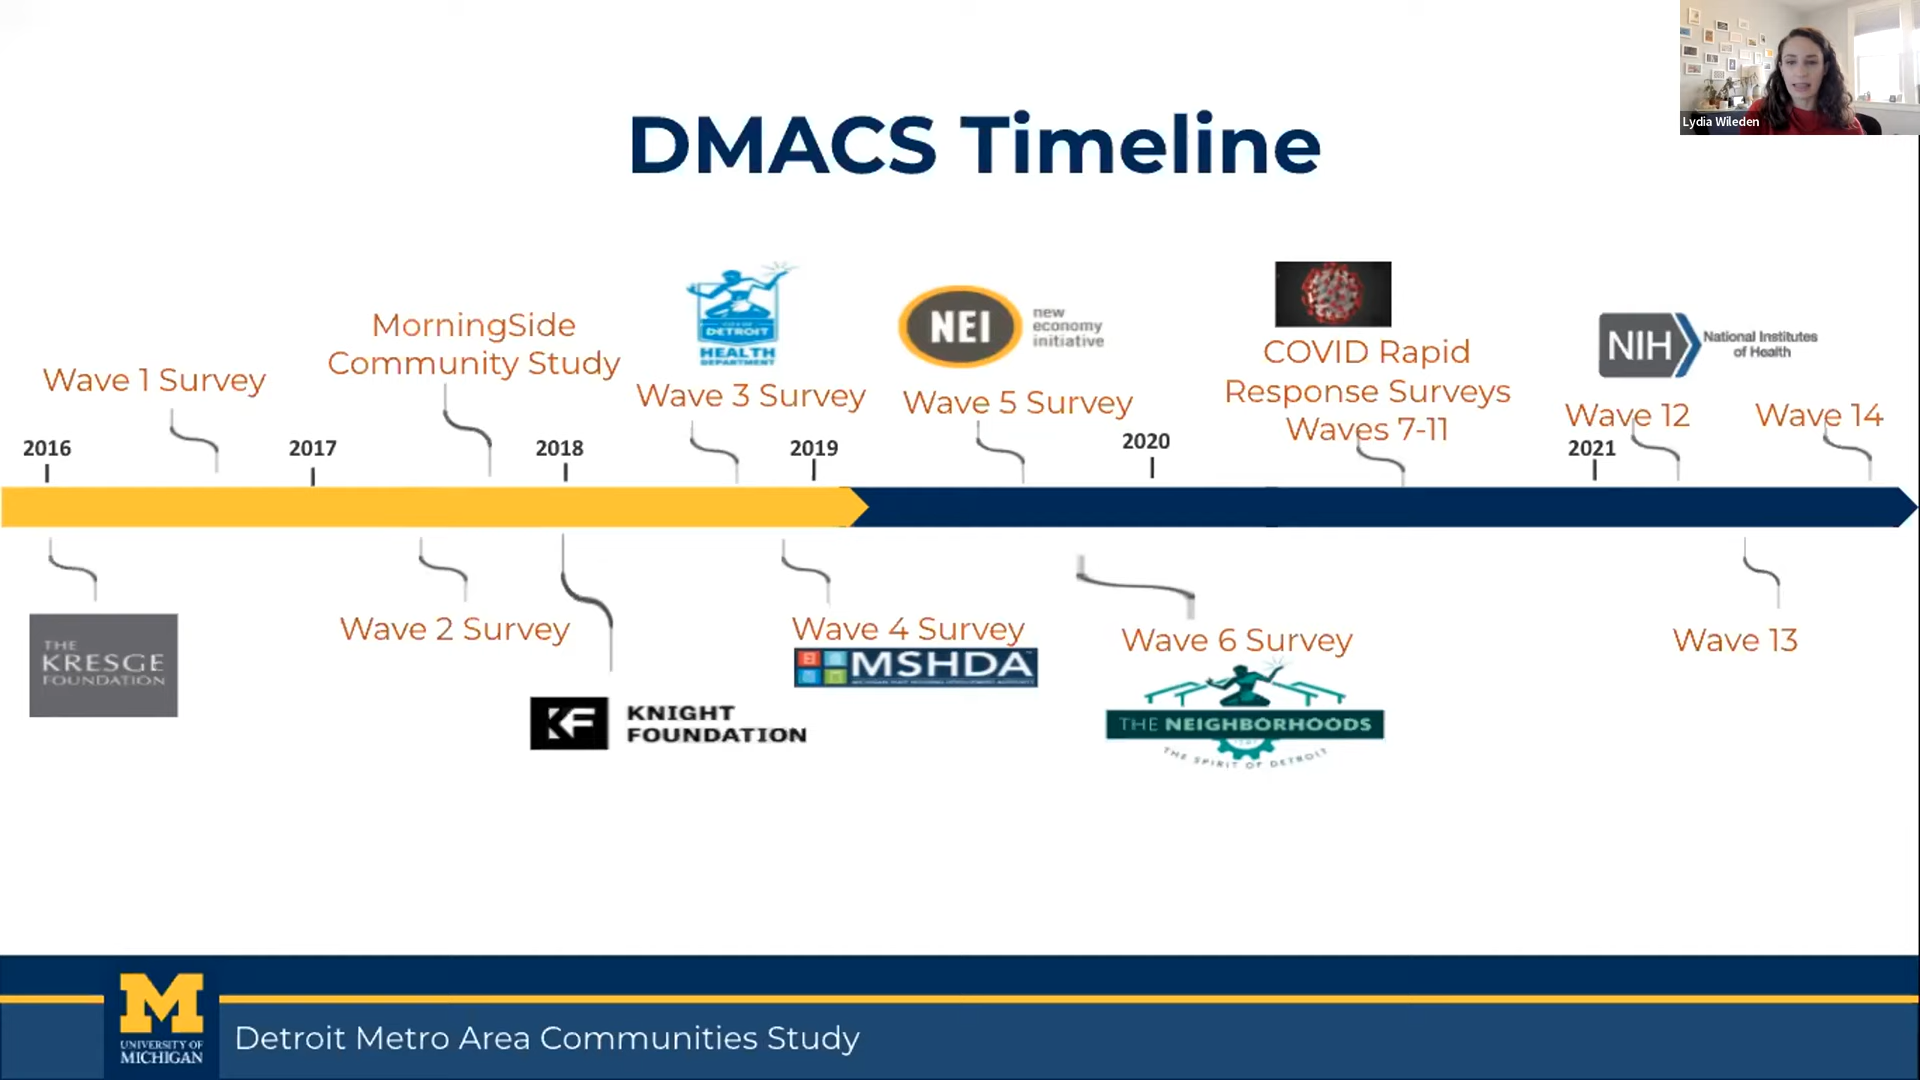 Lydia Wileden
DMACS Timeline
Wave 1 Survey
MorningSide
Community Study
DETROIT
HEALTH
DEPARTMENT
Wave 3 Survey
NEI
new
economy
initiative
Wave 5 Survey
COVID Rapid
Response Surveys
Waves 7-11
NIH
National Institutes
of Health
Wave 12
Wave 14
2016
2017
2018
2019
2020
2021
THE
KRESGE
FOUNDATION
Wave 2 Survey
KF
KNIGHT
FOUNDATION
Wave 4 Survey
MSHDA
Wave 6 Survey
THE NEIGHBORHOODS
THE SPIRIT OF DETROIT
Wave 13
M
UNIVERSITY OF
MICHIGAN
Detroit Metro Area Communities Study